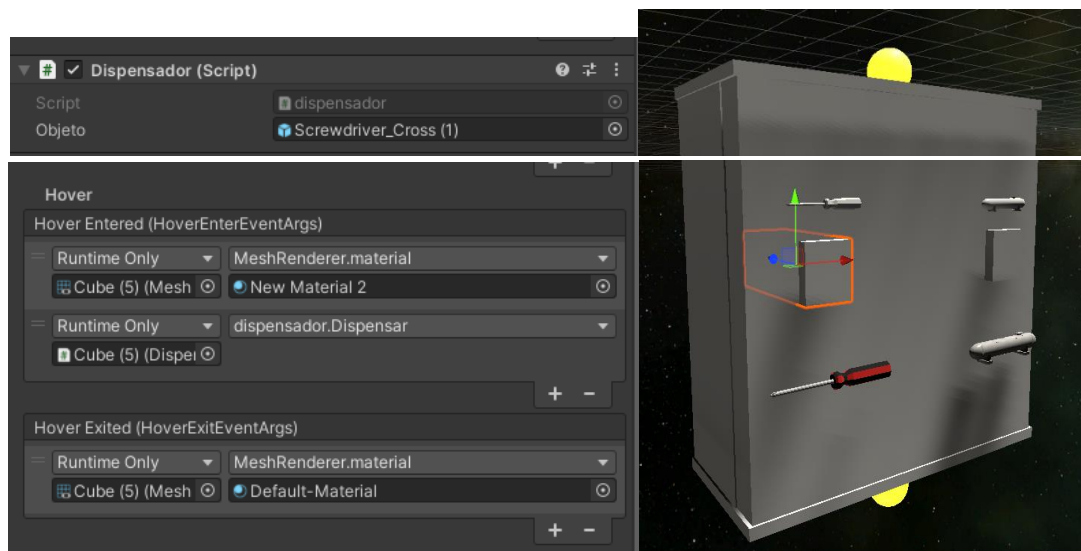 # Dispensador (Script)
Script dispensador
Objeto Screwdriver_Cross (1)
Hover
Hover Entered (HoverEnterEventArgs)
Runtime Only MeshRenderer.material
Cube (5) (Mesh New Material 2
Runtime Only dispensador.Dispensar
# Cube (5) (Dispe
Hover Exited (HoverExitEventArgs)
Runtime Only MeshRenderer.material
Cube (5) (Mesh Default-Material